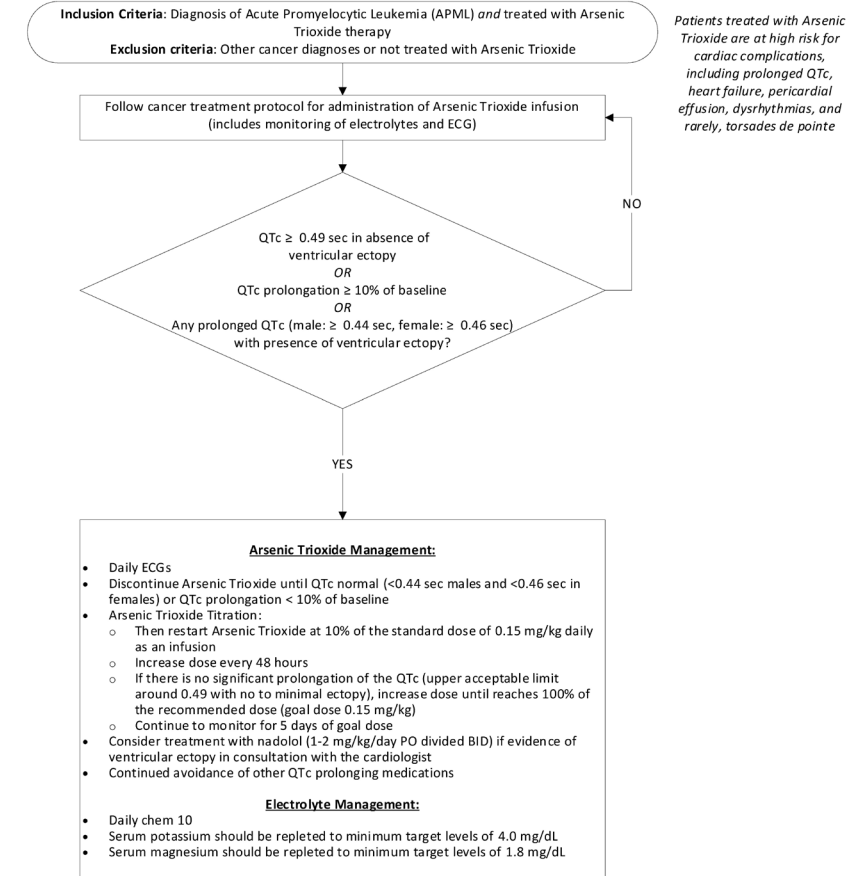 Inclusion Criteria: Diagnosis of Acute Promyelocytic Leukemia (APML) and treated with Arsenic
Trioxide therapy
Exclusion criteria: Other cancer diagnoses or not treated with Arsenic Trioxide
Patients treated with Arsenic
Trioxide are at high risk for
cardiac complications,
including prolonged QTc,
heart failure, pericardial
effusion, dysrhythmias, and
rarely, torsades de pointe
Follow cancer treatment protocol for administration of Arsenic Trioxide infusion
(includes monitoring of electrolytes and ECG)
NO
QTc ≥ 0.49 sec in absence of
ventricular ectopy
OR
QTc prolongation ≥ 10% of baseline
OR
Any prolonged QTc (male: ≥ 0.44 sec, female: ≥ 0.46 sec)
with presence of ventricular ectopy?
YES
Arsenic Trioxide Management:
• Daily ECGs
• Discontinue Arsenic Trioxide until QTc normal (<0.44 sec males and <0.46 sec in
females) or QTc prolongation < 10% of baseline
• Arsenic Trioxide Titration:
o Then restart Arsenic Trioxide at 10% of the standard dose of 0.15 mg/kg daily
as an infusion
o Increase dose every 48 hours
o If there is no significant prolongation of the QTc (upper acceptable limit
around 0.49 with no to minimal ectopy), increase dose until reaches 100% of
the recommended dose (goal dose 0.15 mg/kg)
o Continue to monitor for 5 days of goal dose
• Consider treatment with nadolol (1-2 mg/kg/day PO divided BID) if evidence of
ventricular ectopy in consultation with the cardiologist
• Continued avoidance of other QTc prolonging medications
Electrolyte Management:
• Daily chem 10
• Serum potassium should be repleted to minimum target levels of 4.0 mg/dL
• Serum magnesium should be repleted to minimum target levels of 1.8 mg/dL